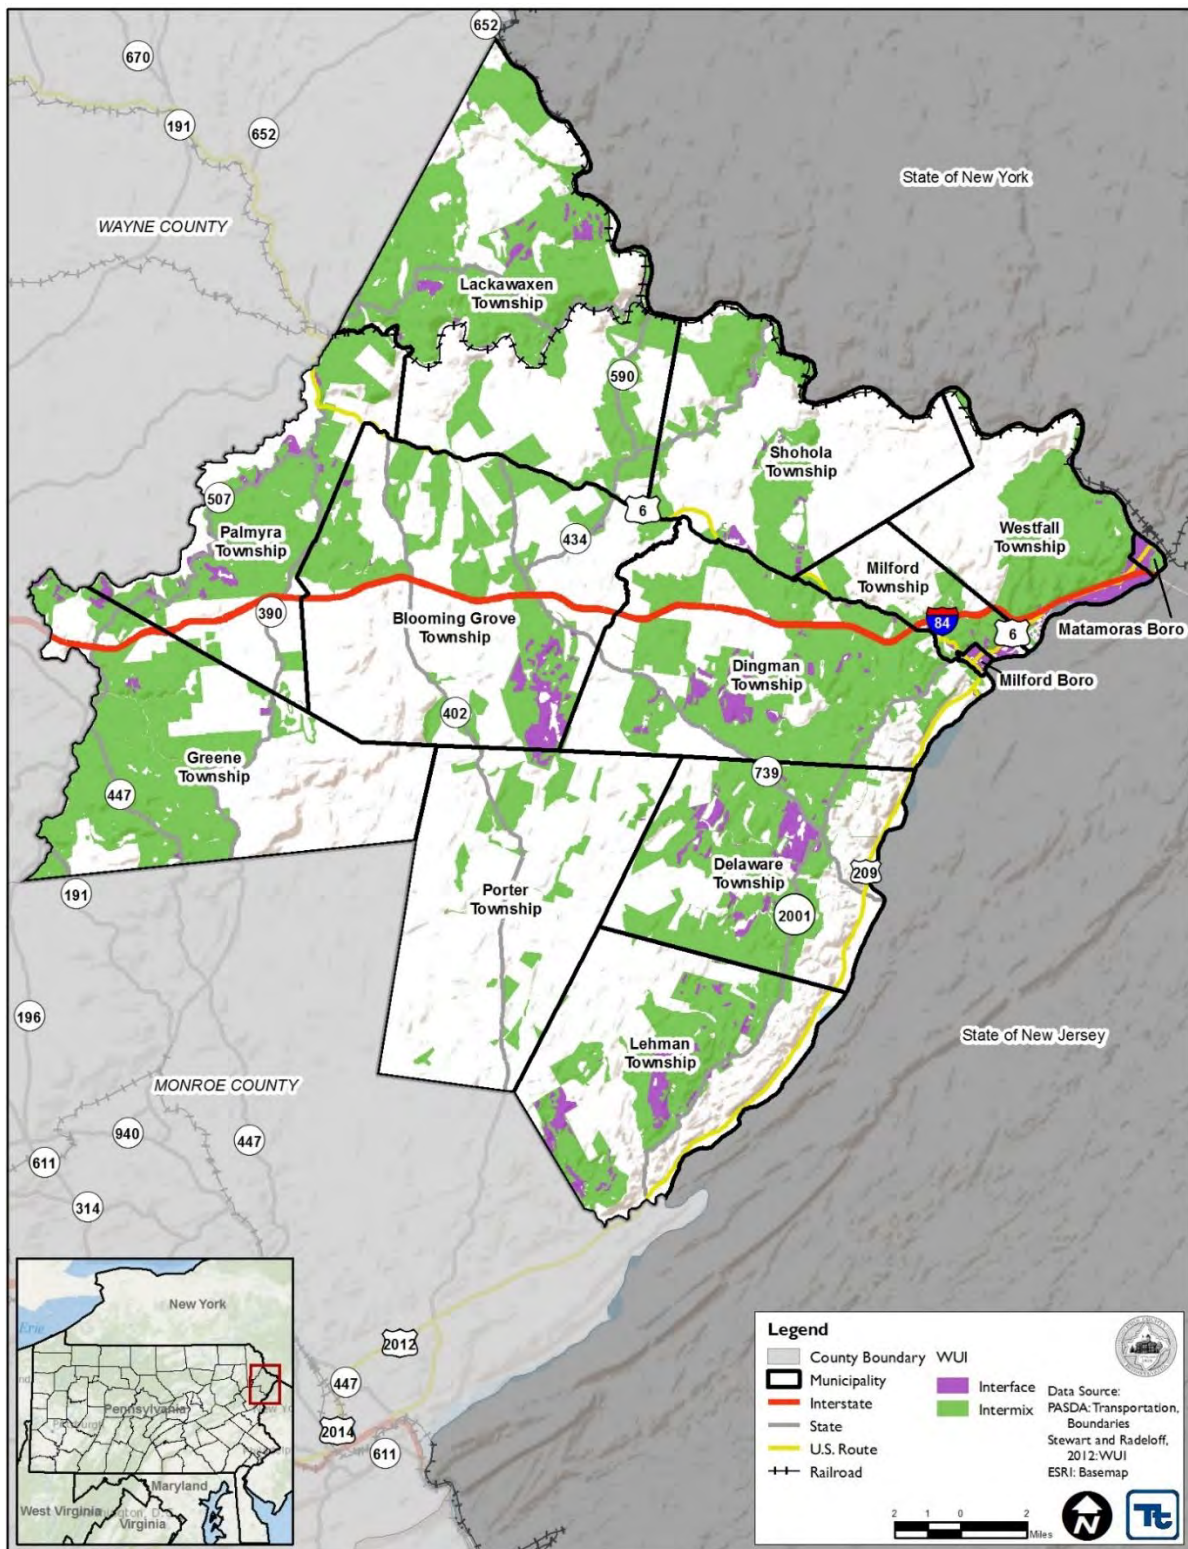 652
670
191
652
State of New York
WAYNE COUNTY
Lackawaxen
Township
590
Shohola
Township
507
6
Palmyra
Township
434
Westfall
Township
Milford
Township
390
Blooming Grove
Township
84
6
Matamoras Boro
Dingman
Township
Milford Boro
402
Greene
Township
739
447
Delaware
Township
209
191
Porter
Township
2001
196
State of New Jersey
Lehman
Township
MONROE COUNTY
940
447
611
314
New York
Erie
Pennsylvania
Maryland
West Virginia
Virginia
2012
447
2014
611
Legend
County Boundary
Municipality
Interstate
State
U.S. Route
Railroad
WUI
Interface
Intermix
Data Source:
PASDA: Transportation,
Boundaries
Stewart and Radeloff,
2012: WUI
ESRI: Basemap
2 1 0 2
Miles
N
Tt